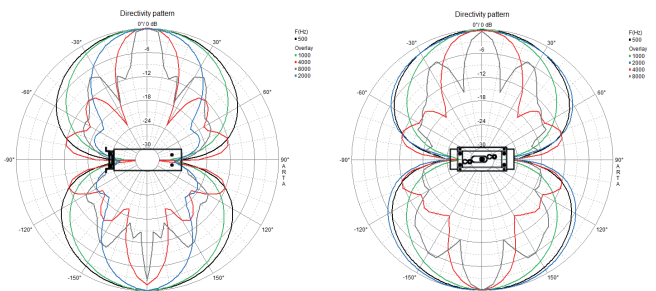 Directivity pattern
0°/ 0 dB
F(Hz)
500
Overlay
1000
4000
8000
2000
-30°
30°
-6
-60°
60°
-12
-18
-24
-30
-90°
90°
A
R
T
A
-120°
120°
-150°
150°
Directivity pattern
0°/ 0 dB
F(Hz)
500
Overlay
1000
2000
4000
8000
-30°
30°
-6
-60°
60°
-12
-18
-24
-30
-90°
90°
A
R
T
A
-120°
120°
-150°
150°